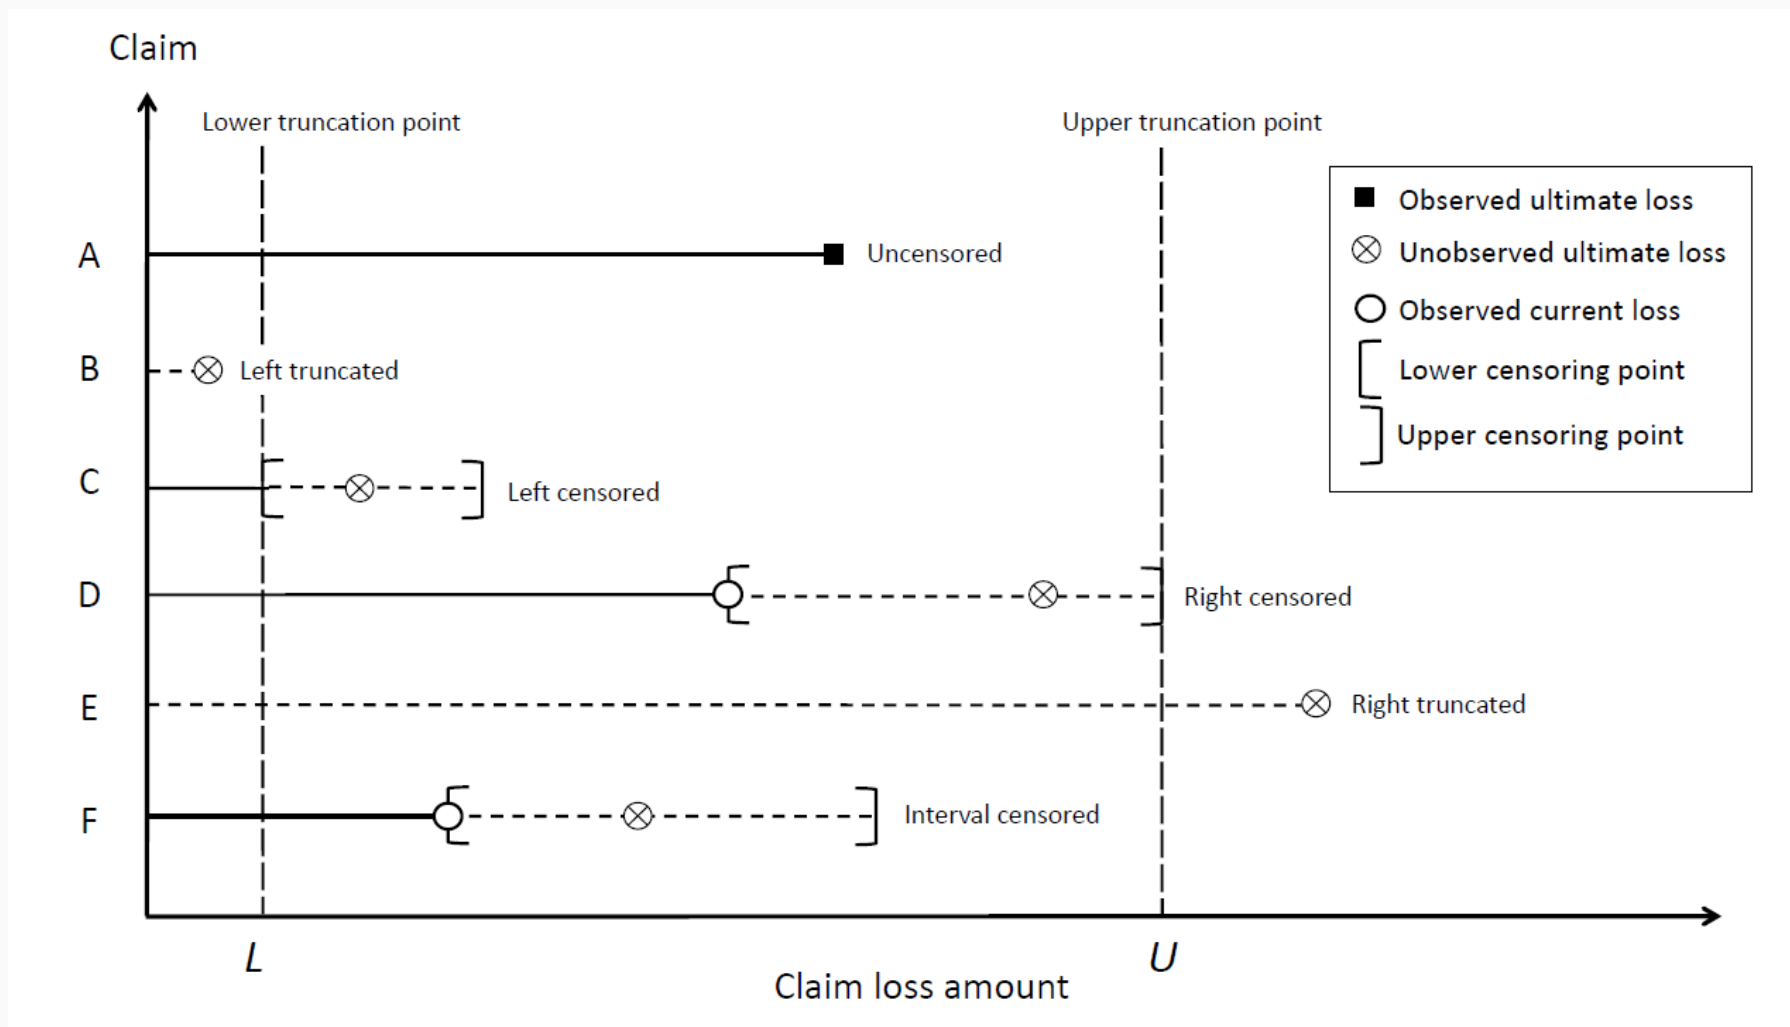 Claim
Lower truncation point
Upper truncation point
Observed ultimate loss
Unobserved ultimate loss
Observed current loss
Lower censoring point
Upper censoring point
A
Uncensored
B
Left truncated
C
Left censored
D
Right censored
E
Right truncated
F
Interval censored
L
U
Claim loss amount